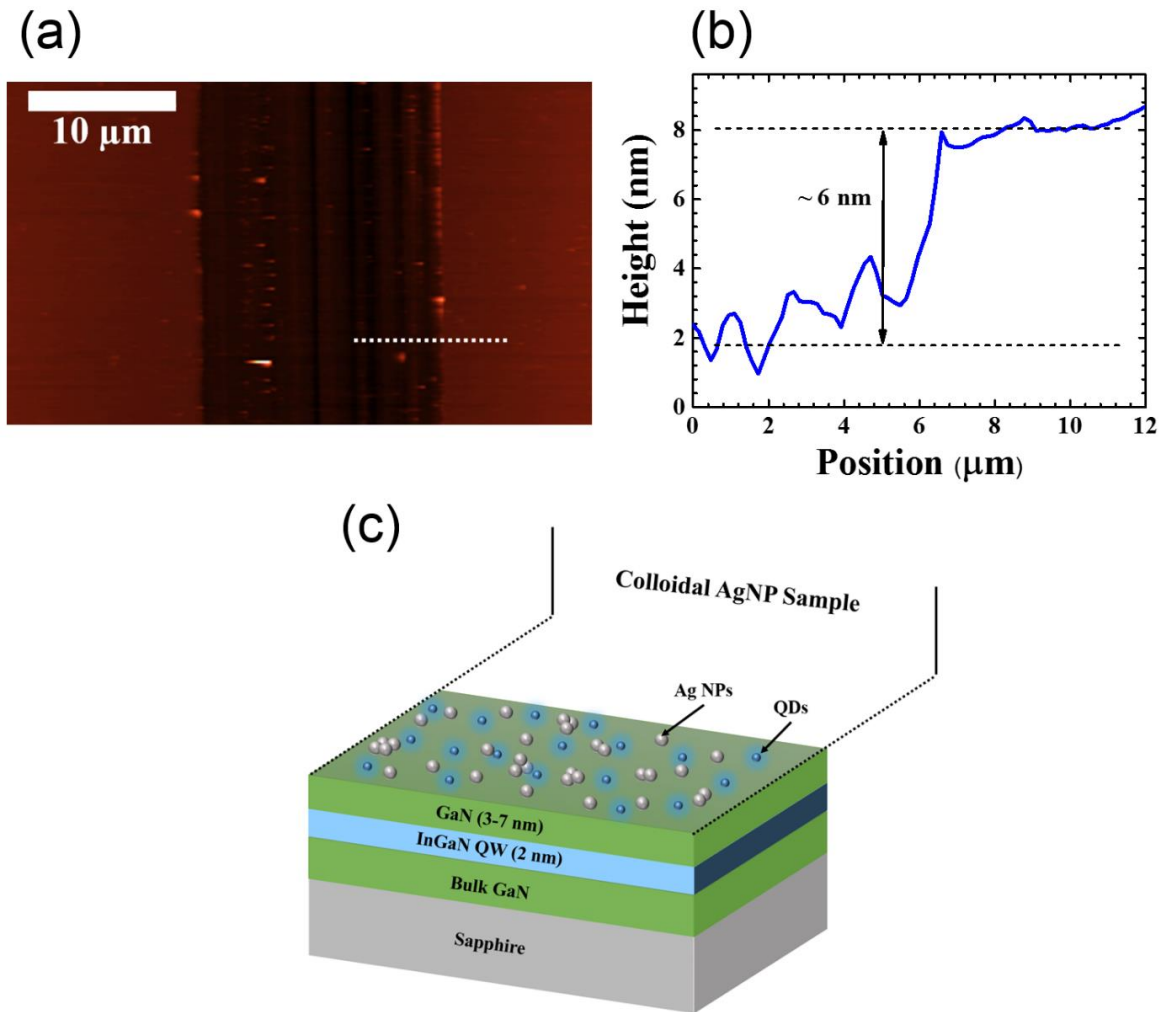 (a)
10 μm
(b)
Height (nm)
8
6
4
2
0
~ 6 nm
0 2 4 6 8 10 12
Position (μm)
(c)
Colloidal AgNP Sample
Ag NPs
QDs
GaN (3-7 nm)
InGaN QW (2 nm)
Bulk GaN
Sapphire